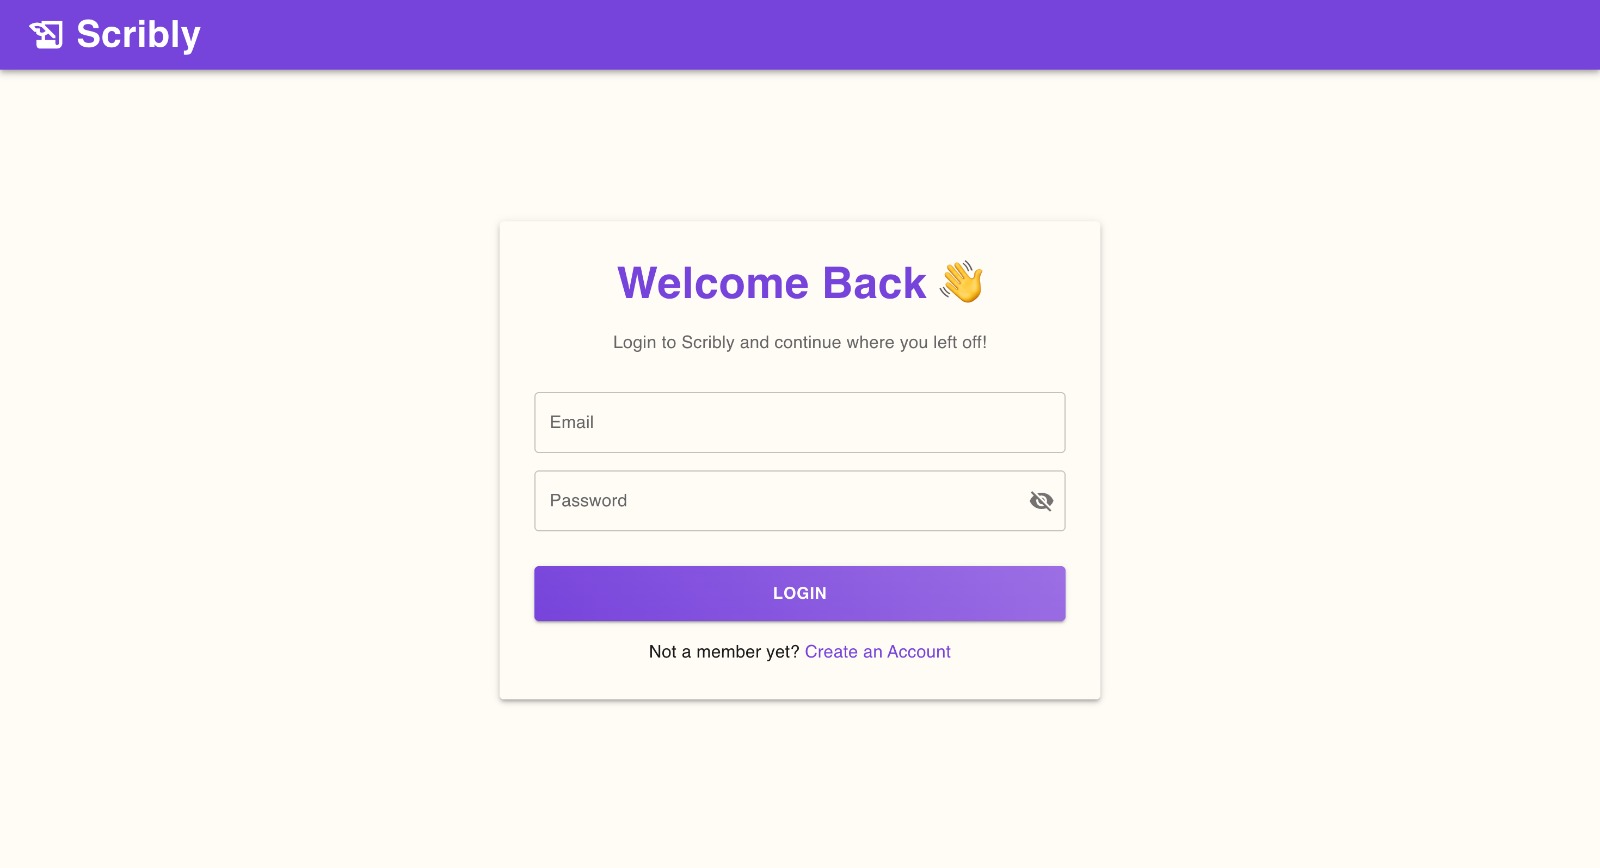 Scribly
Welcome Back 👋
Login to Scribly and continue where you left off!
Email
Password
LOGIN
Not a member yet? Create an Account